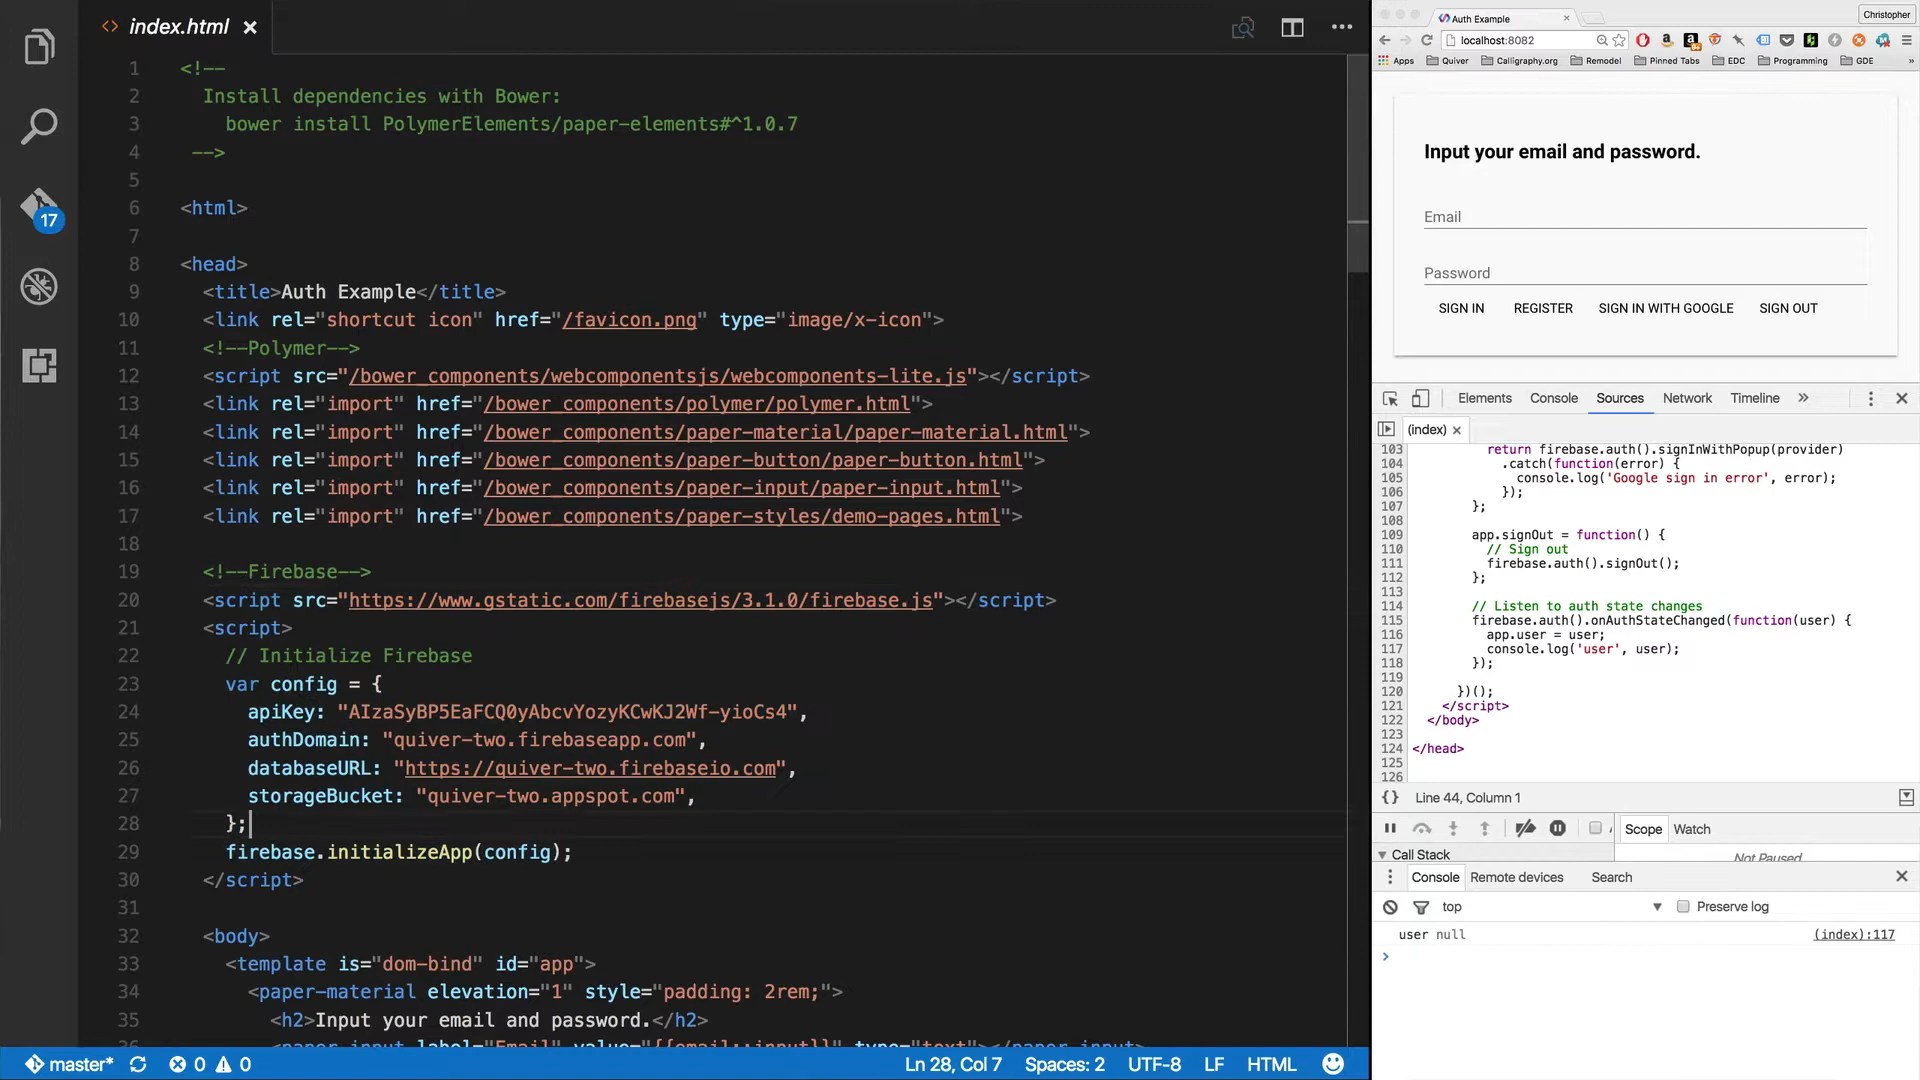 index.html
1 <!--
2 Install dependencies with Bower:
3 bower install PolymerElements/paper-elements#^1.0.7
4 -->
5
6 <html>
7
8 <head>
9 <title>Auth Example</title>
10 <link rel="shortcut icon" href="/favicon.png" type="image/x-icon">
11 <!--Polymer-->
12 <script src="/bower_components/webcomponentsjs/webcomponents-lite.js"></script>
13 <link rel="import" href="/bower_components/polymer/polymer.html">
14 <link rel="import" href="/bower_components/paper-material/paper-material.html">
15 <link rel="import" href="/bower_components/paper-button/paper-button.html">
16 <link rel="import" href="/bower_components/paper-input/paper-input.html">
17 <link rel="import" href="/bower_components/paper-styles/demo-pages.html">
18
19 <!--Firebase-->
20 <script src="https://www.gstatic.com/firebasejs/3.1.0/firebase.js"></script>
21 <script>
22 // Initialize Firebase
23 var config = {
24 apiKey: "AIzaSyBP5EaFCQ0yAbcvYozyKCwKJ2Wf-yioCs4",
25 authDomain: "quiver-two.firebaseapp.com",
26 databaseURL: "https://quiver-two.firebaseio.com",
27 storageBucket: "quiver-two.appspot.com",
28 };
29 firebase.initializeApp(config);
30 </script>
31
32 <body>
33 <template is="dom-bind" id="app">
34 <paper-material elevation="1" style="padding: 2rem;">
35 <h2>Input your email and password.</h2>
36 <paper-input label="Email" value="{{email::input}}" type="text"></paper-input>
17
master* 0 0 Ln 28, Col 7 Spaces: 2 UTF-8 LF HTML
Auth Example Christopher
localhost:8082
Apps Quiver Calligraphy.org Remodel Pinned Tabs EDC Programming GDE »
Input your email and password.
Email
Password
SIGN IN REGISTER SIGN IN WITH GOOGLE SIGN OUT
Elements Console Sources Network Timeline »
(index)
103 return firebase.auth().signInWithPopup(provider)
104 .catch(function(error) {
105 console.log('Google sign in error', error);
106 });
107 };
108
109 app.signOut = function() {
110 // Sign out
111 firebase.auth().signOut();
112 };
113
114 // Listen to auth state changes
115 firebase.auth().onAuthStateChanged(function(user) {
116 app.user = user;
117 console.log('user', user);
118 });
119
120 })();
121 </script>
122 </body>
123
124 </head>
125
126
{} Line 44, Column 1
Scope Watch
Call Stack Not Paused
Console Remote devices Search
top Preserve log
user null (index):117